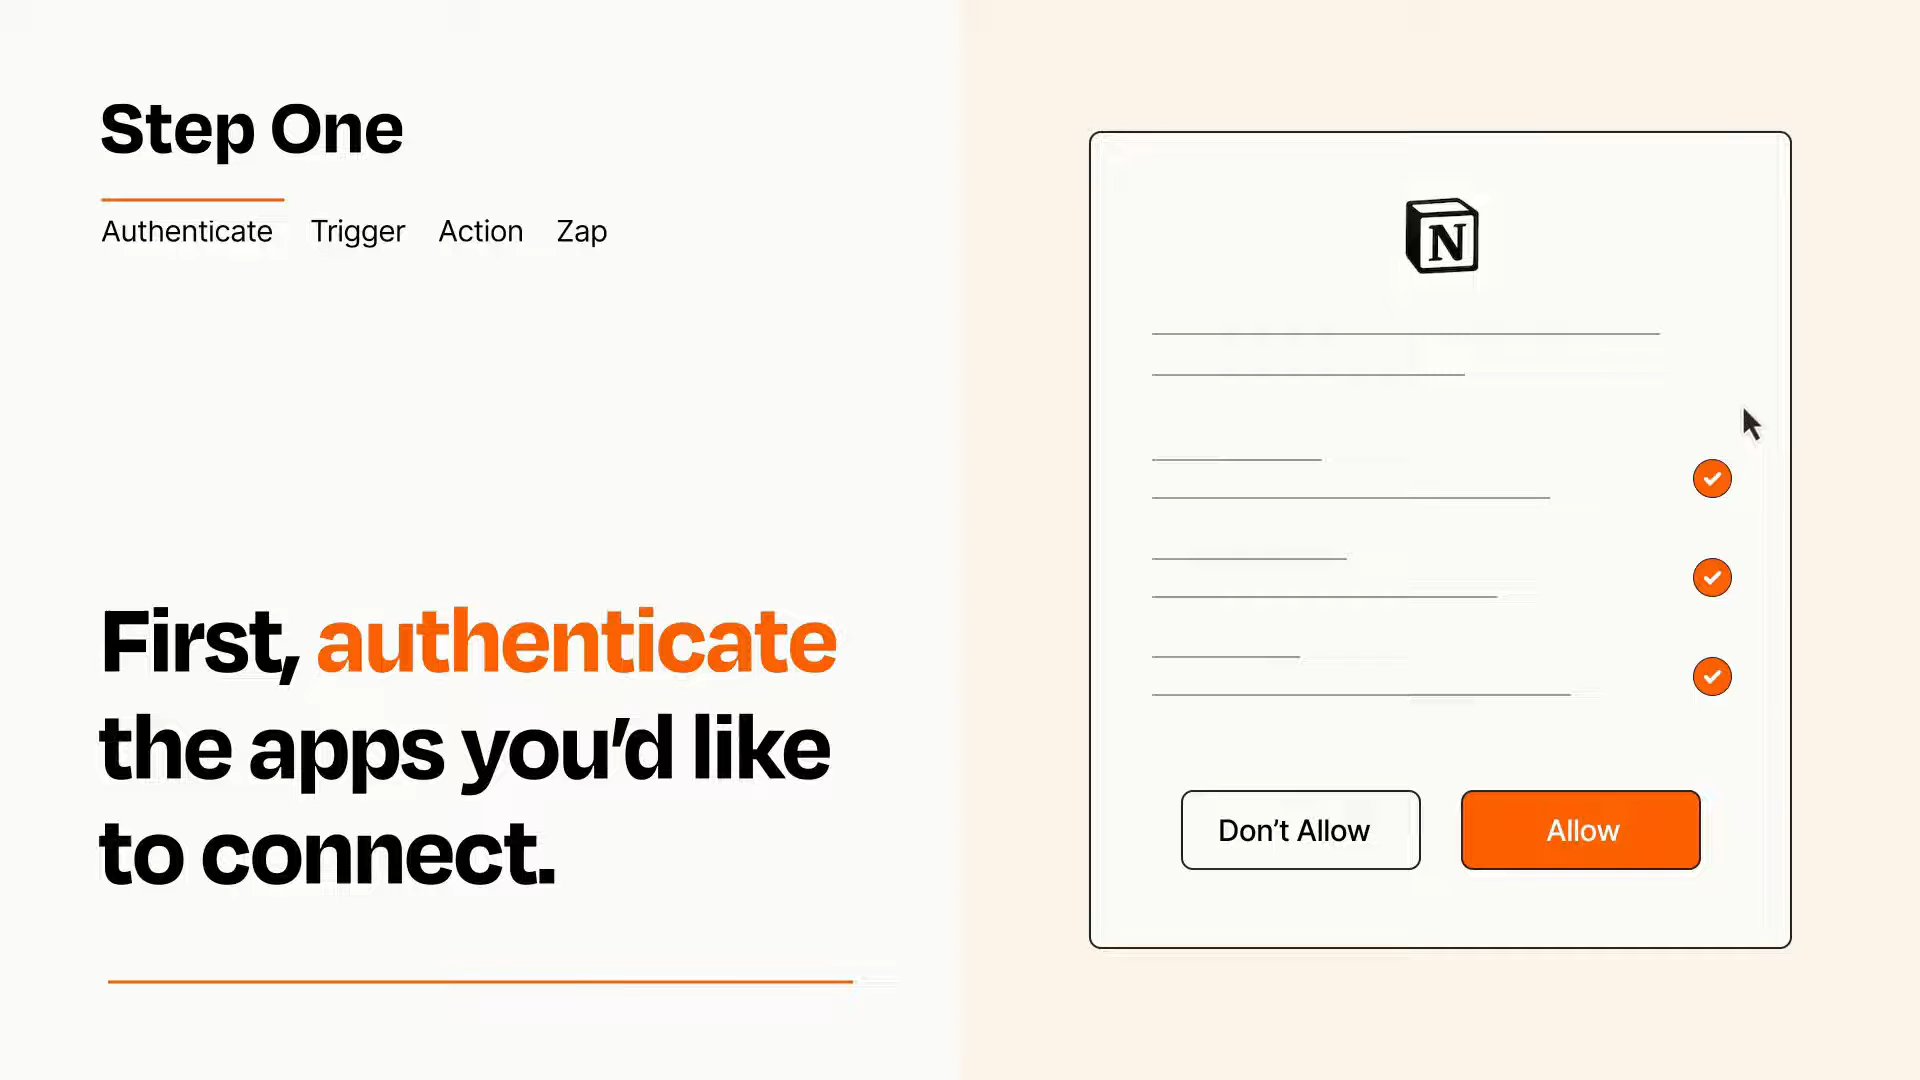 Step One
Authenticate Trigger Action Zap
First, authenticate
the apps you’d like
to connect.
N
Don’t Allow
Allow